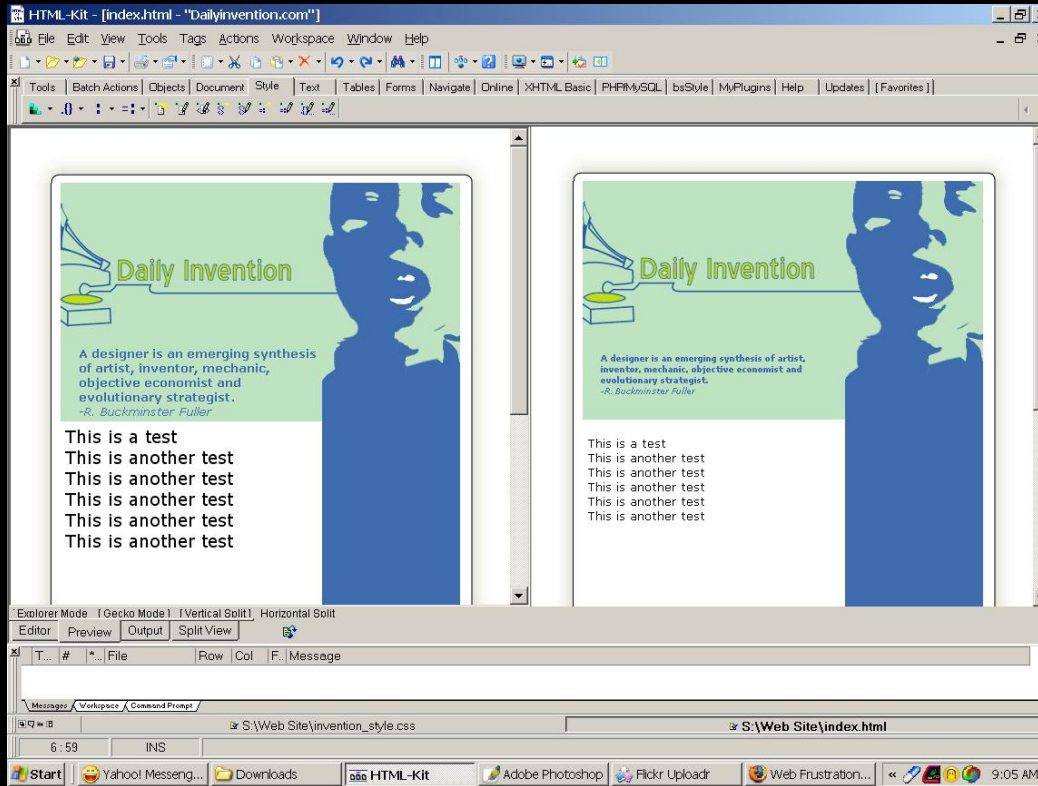 HTML-Kit - [index.html - "Dailyinvention.com"]
File Edit View Tools Tags Actions Workspace Window Help
Tools Batch Actions Objects Document Style Text Tables Forms Navigate Online XHTML Basic PHPMySQL bsStyle MyPlugins Help Updates [Favorites]
Daily Invention
A designer is an emerging synthesis
of artist, inventor, mechanic,
objective economist and
evolutionary strategist.
-R. Buckminster Fuller
This is a test
This is another test
This is another test
This is another test
This is another test
This is another test
Daily Invention
A designer is an emerging synthesis of artist,
inventor, mechanic, objective economist and
evolutionary strategist.
-R. Buckminster Fuller
This is a test
This is another test
This is another test
This is another test
This is another test
This is another test
Explorer Mode [Gecko Mode] [Vertical Split] Horizontal Split
Editor Preview Output Split View
T... # *... File Row Col F.. Message
Messages Workspace Command Prompt
S:\Web Site\invention_style.css S:\Web Site\index.html
6 : 59 INS
Start Yahoo! Messeng... Downloads HTML-Kit Adobe Photoshop Flickr Uploadr Web Frustration... « 9:05 AM